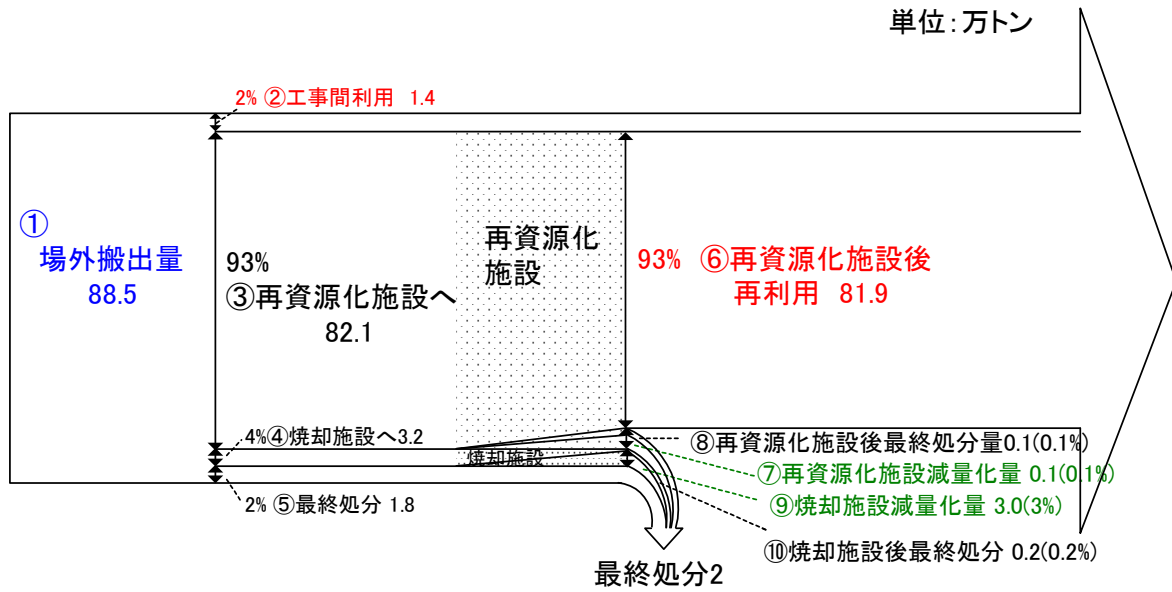 単位：万トン
2% ②工事間利用 1.4
①
場外搬出量
88.5
93%
③再資源化施設へ
82.1
再資源化
施設
93% ⑥再資源化施設後
再利用 81.9
4%④焼却施設へ3.2
焼却施設
2% ⑤最終処分 1.8
⑧再資源化施設後最終処分量0.1(0.1%)
⑦再資源化施設減量化量 0.1(0.1%)
⑨焼却施設減量化量 3.0(3%)
⑩焼却施設後最終処分 0.2(0.2%)
最終処分2